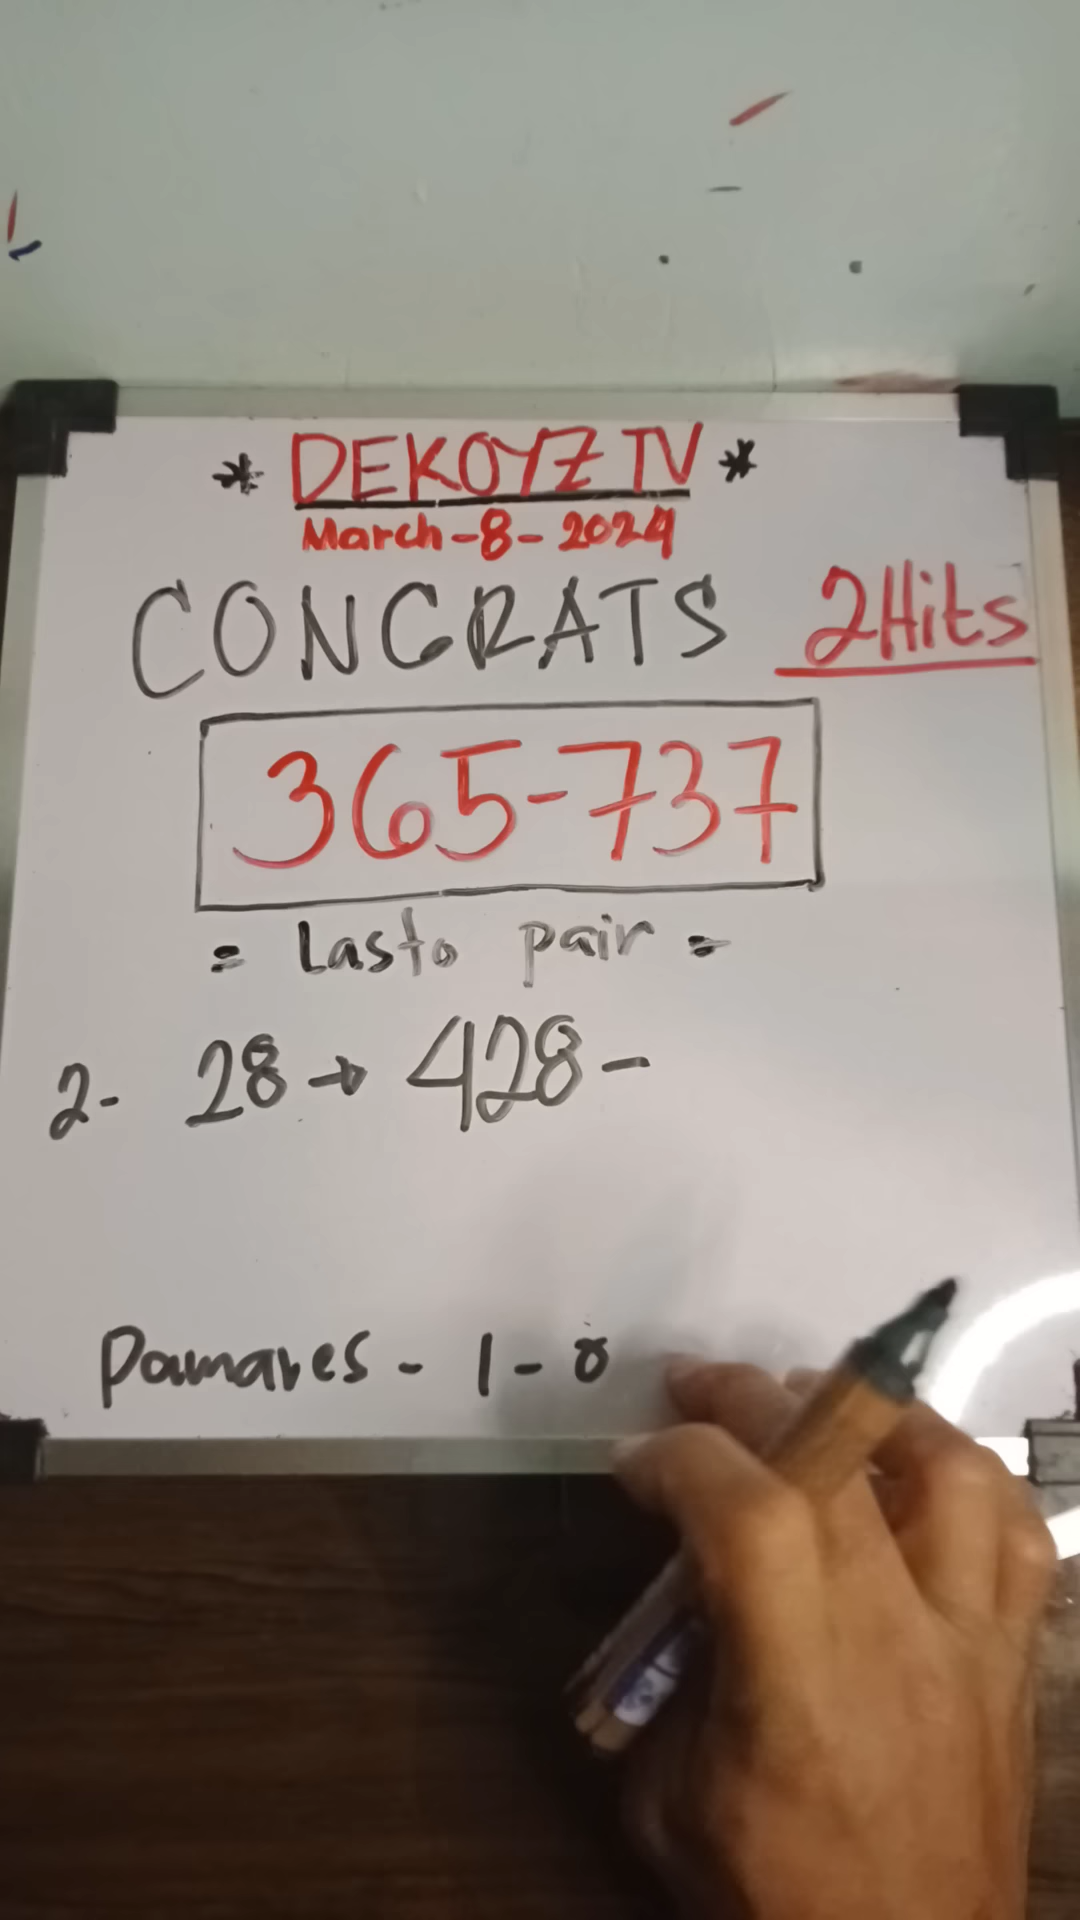 * DEKOYZ TV *
March-8-2024
CONGRATS 2Hits
365-737
= Lasto pair =
2- 28 → 428 -
Pamares - 1 - 0